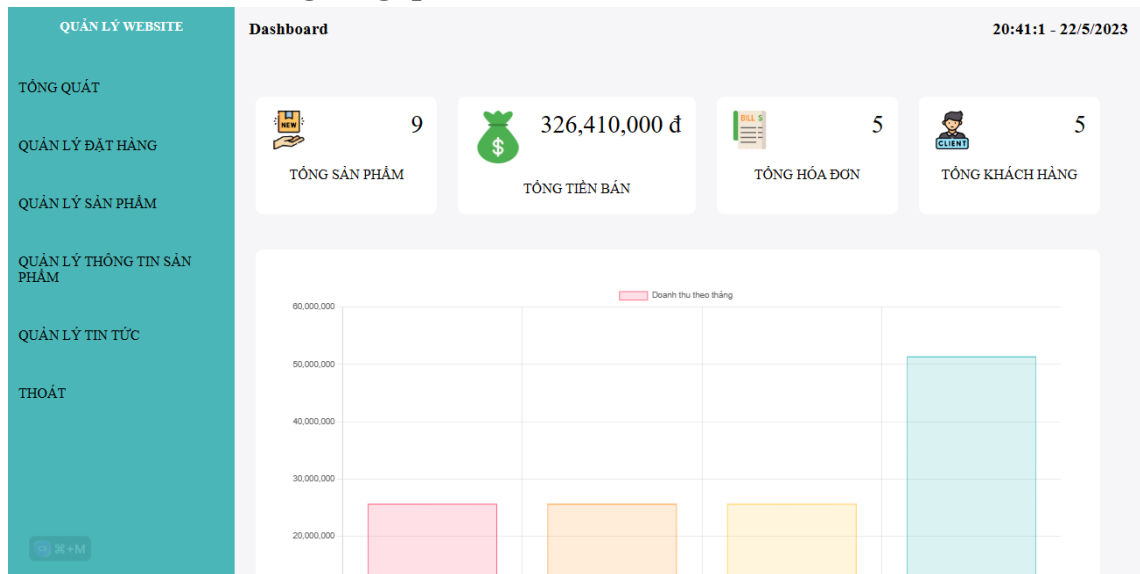 QUẢN LÝ WEBSITE
Dashboard
20:41:1 - 22/5/2023
TỔNG QUÁT
QUẢN LÝ ĐẶT HÀNG
QUẢN LÝ SẢN PHẨM
QUẢN LÝ THÔNG TIN SẢN
PHẨM
QUẢN LÝ TIN TỨC
THOÁT
⌘+M
NEW
9
TỔNG SẢN PHẨM
$
326,410,000 đ
TỔNG TIỀN BÁN
BILL $
5
TỔNG HÓA ĐƠN
CLIENT
5
TỔNG KHÁCH HÀNG
Doanh thu theo tháng
60,000,000
50,000,000
40,000,000
30,000,000
20,000,000